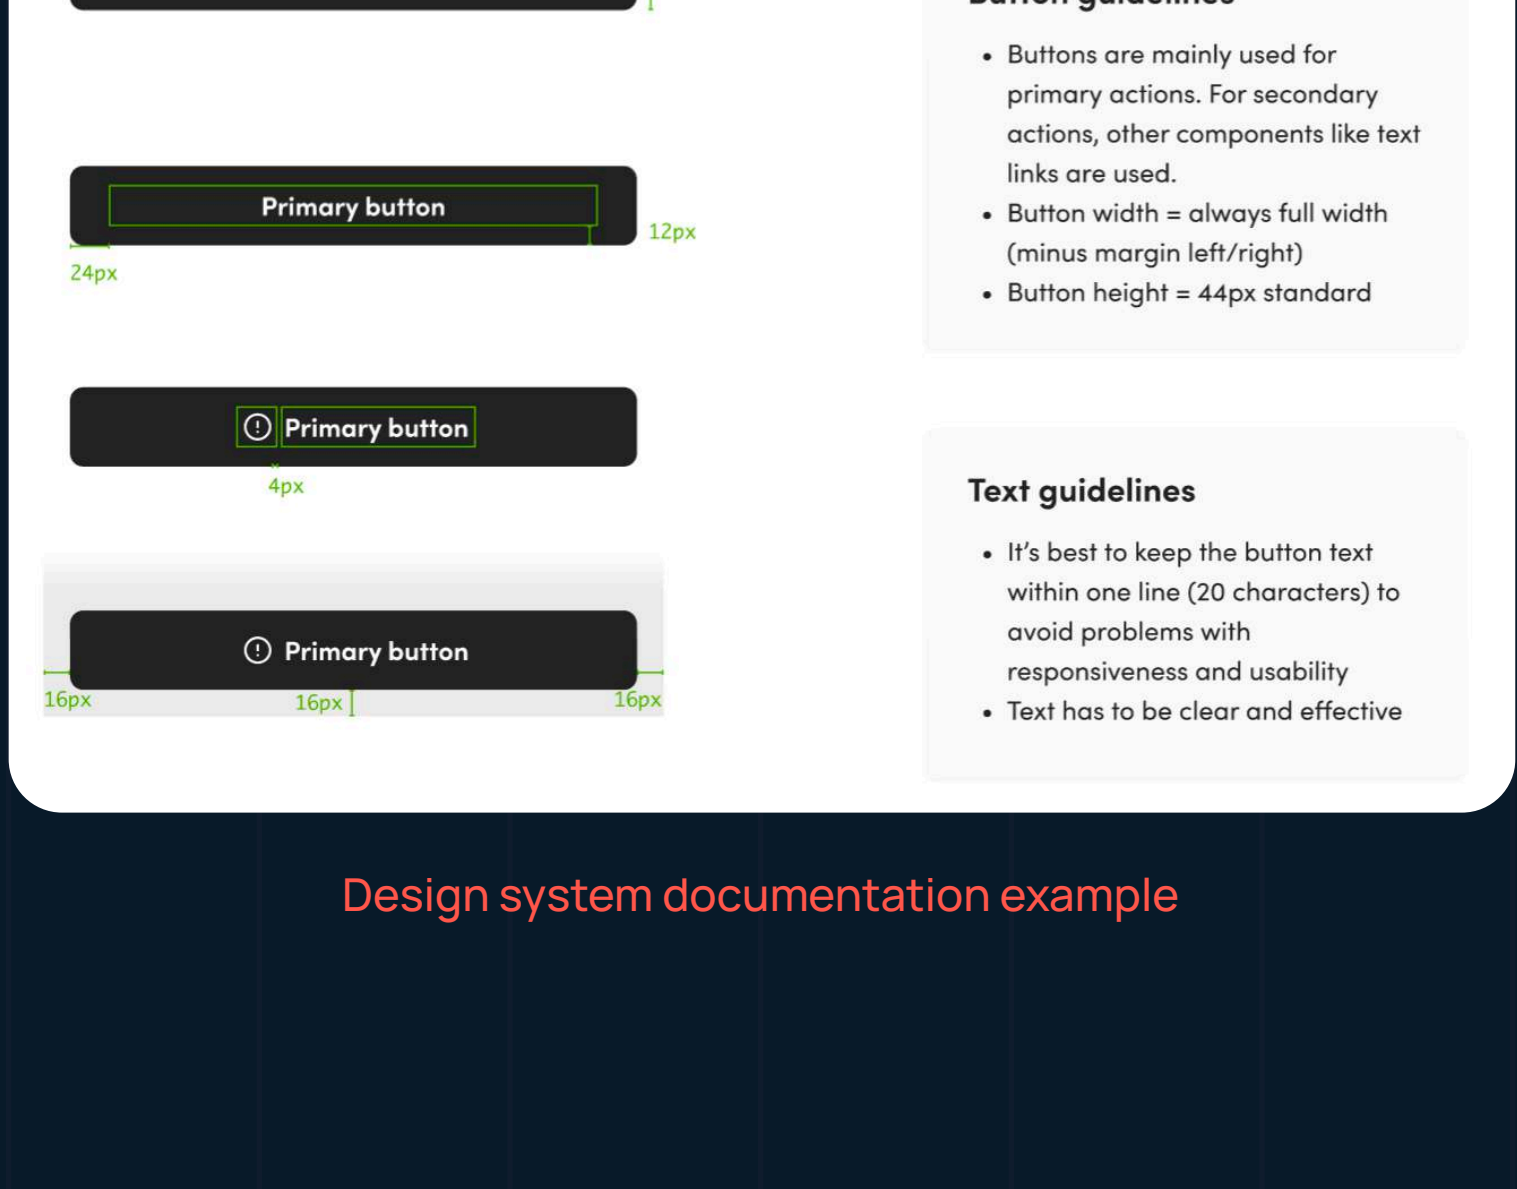 Button guidelines
• Buttons are mainly used for
primary actions. For secondary
actions, other components like text
links are used.
• Button width = always full width
(minus margin left/right)
• Button height = 44px standard
Primary button
12px
24px
Primary button
4px
Primary button
16px
16px
16px
Text guidelines
• It’s best to keep the button text
within one line (20 characters) to
avoid problems with
responsiveness and usability
• Text has to be clear and effective
Design system documentation example